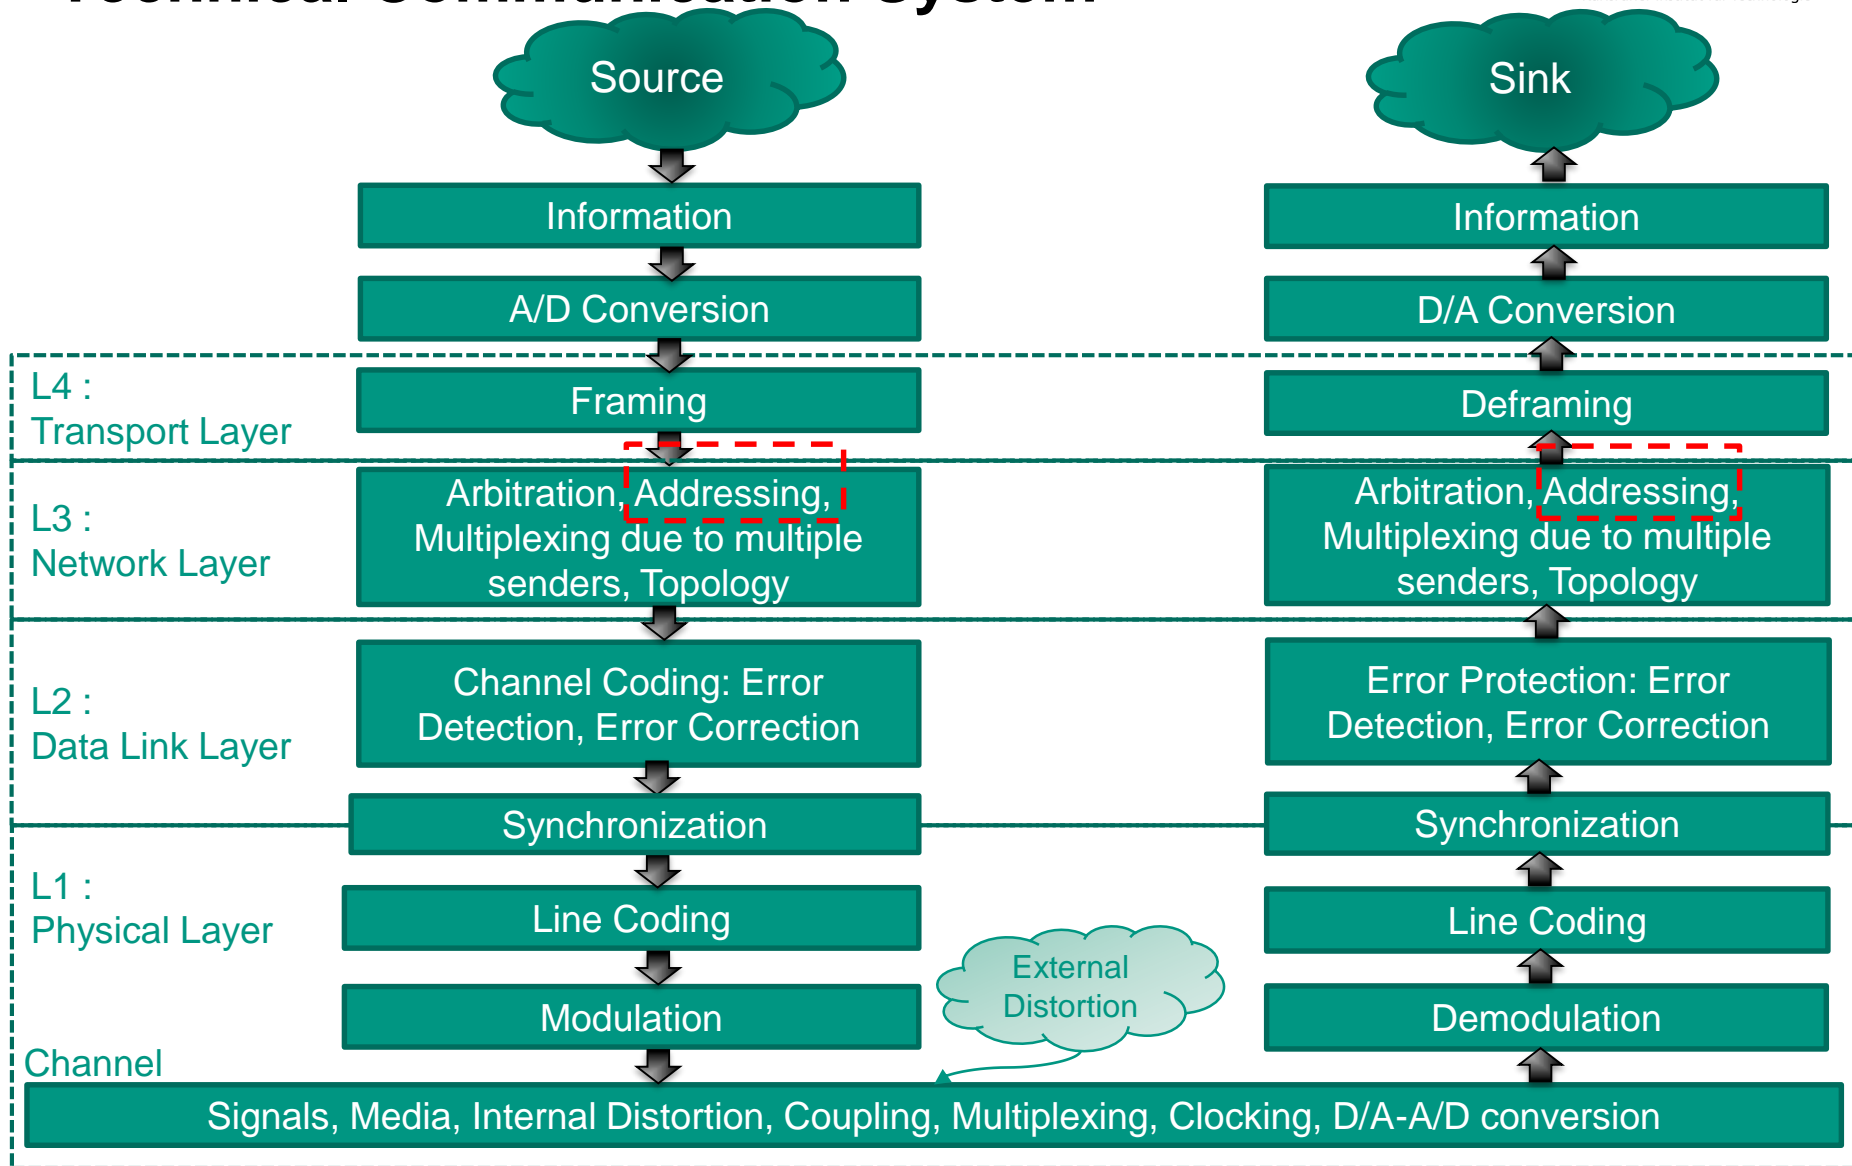 Technical Communication System
Source
Sink
Information
Information
A/D Conversion
D/A Conversion
L4 :
Transport Layer
Framing
Deframing
L3 :
Network Layer
Arbitration, Addressing,
Multiplexing due to multiple
senders, Topology
Arbitration, Addressing,
Multiplexing due to multiple
senders, Topology
L2 :
Data Link Layer
Channel Coding: Error
Detection, Error Correction
Error Protection: Error
Detection, Error Correction
Synchronization
Synchronization
L1 :
Physical Layer
Line Coding
Line Coding
External
Distortion
Modulation
Demodulation
Channel
Signals, Media, Internal Distortion, Coupling, Multiplexing, Clocking, D/A-A/D conversion